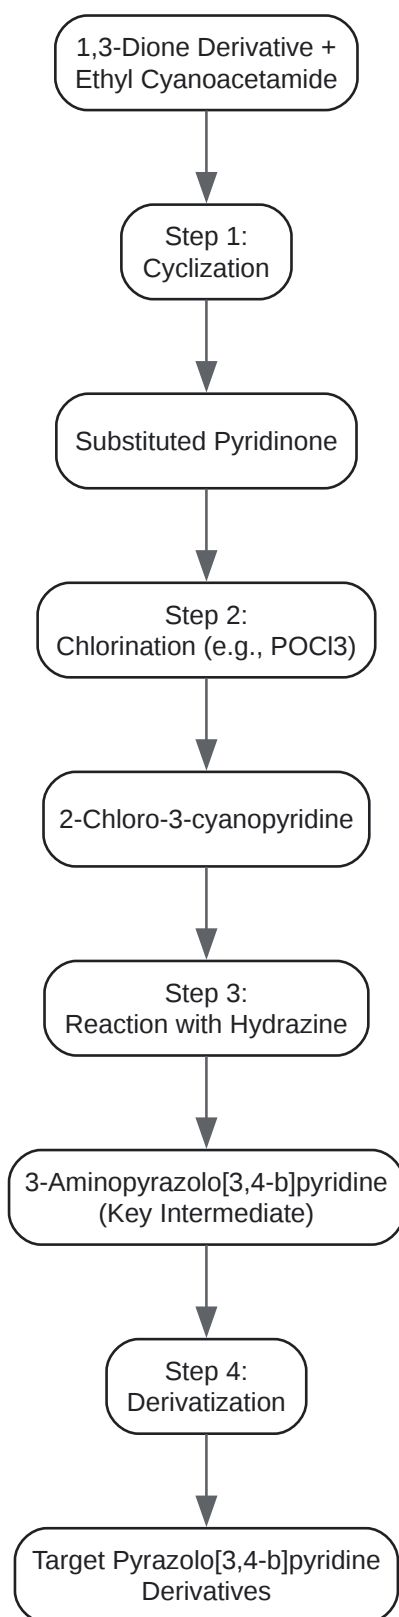 1,3-Dione Derivative +
Ethyl Cyanoacetamide
Step 1:
Cyclization
Substituted Pyridinone
Step 2:
Chlorination (e.g., POCl3)
2-Chloro-3-cyanopyridine
Step 3:
Reaction with Hydrazine
3-Aminopyrazolo[3,4-b]pyridine
(Key Intermediate)
Step 4:
Derivatization
Target Pyrazolo[3,4-b]pyridine
Derivatives